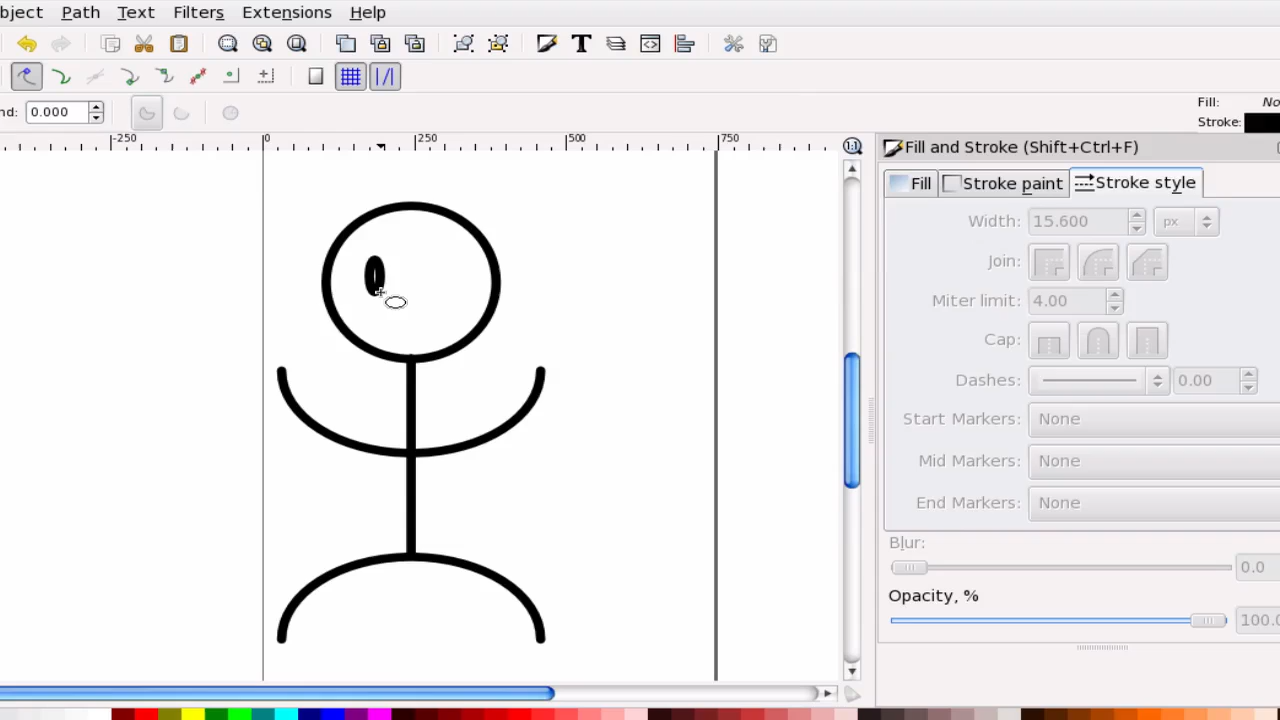 bject Path Text Filters Extensions Help
nd: 0.000
Fill: No
Stroke:
-250 0 250 500 750
Fill and Stroke (Shift+Ctrl+F)
Fill Stroke paint Stroke style
Width: 15.600 px
Join:
Miter limit: 4.00
Cap:
Dashes: 0.00
Start Markers: None
Mid Markers: None
End Markers: None
Blur:
0.0
Opacity, %
100.0